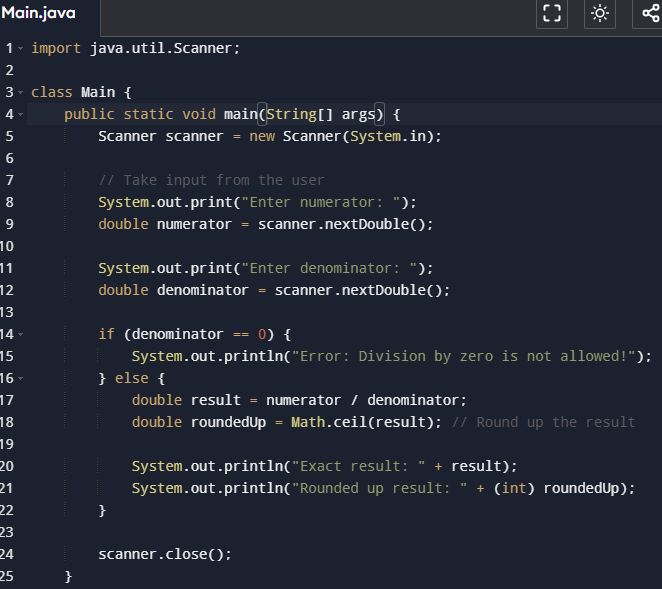 Main.java
1 import java.util.Scanner;
2
3 class Main {
4     public static void main(String[] args) {
5         Scanner scanner = new Scanner(System.in);
6
7         // Take input from the user
8         System.out.print("Enter numerator: ");
9         double numerator = scanner.nextDouble();
10
11         System.out.print("Enter denominator: ");
12         double denominator = scanner.nextDouble();
13
14         if (denominator == 0) {
15             System.out.println("Error: Division by zero is not allowed!");
16         } else {
17             double result = numerator / denominator;
18             double roundedUp = Math.ceil(result); // Round up the result
19
20             System.out.println("Exact result: " + result);
21             System.out.println("Rounded up result: " + (int) roundedUp);
22         }
23
24         scanner.close();
25     }